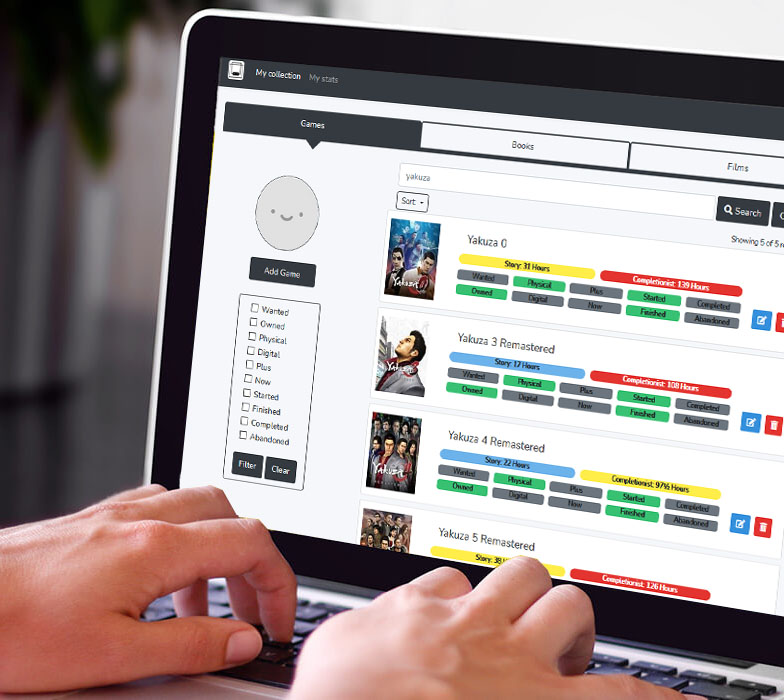 My collection My stats
Games Books Films
yakuza
Search
Sort
Showing 5 of 5 r
Add Game
Wanted
Owned
Physical
Digital
Plus
Now
Started
Finished
Completed
Abandoned
Filter Clear
Yakuza 0
Story: 31 Hours Completionist: 139 Hours
Wanted Physical Plus Started Completed
Owned Digital Now Finished Abandoned
Yakuza 3 Remastered
Story: 17 Hours Completionist: 108 Hours
Wanted Physical Plus Started Completed
Owned Digital Now Finished Abandoned
Yakuza 4 Remastered
Story: 22 Hours Completionist: 97½ Hours
Wanted Physical Plus Started Completed
Owned Digital Now Finished Abandoned
Yakuza 5 Remastered
Story: 38 Completionist: 126 Hours